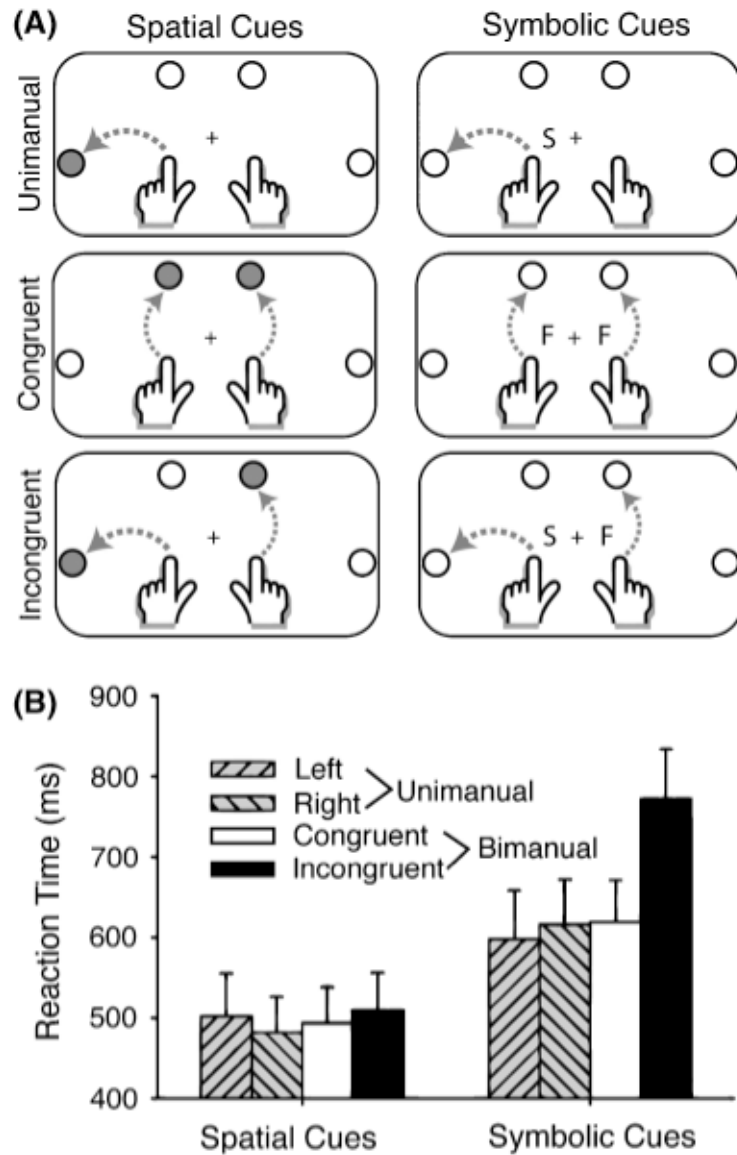 (A) Spatial Cues Symbolic Cues
Unimanual
+
S +
Congruent
+
F + F
Incongruent
+
S + F
(B)
Reaction Time (ms)
900
800
700
600
500
400
Left
Right
Unimanual
Congruent
Incongruent
Bimanual
Spatial Cues Symbolic Cues